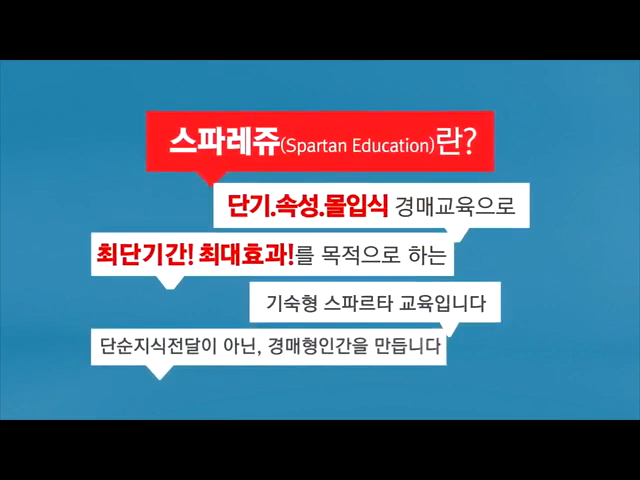 스파레쥬(Spartan Education)란?
단기.속성.몰입식 경매교육으로
최단기간! 최대효과!를 목적으로 하는
기숙형 스파르타 교육입니다
단순지식전달이 아닌, 경매형인간을 만듭니다